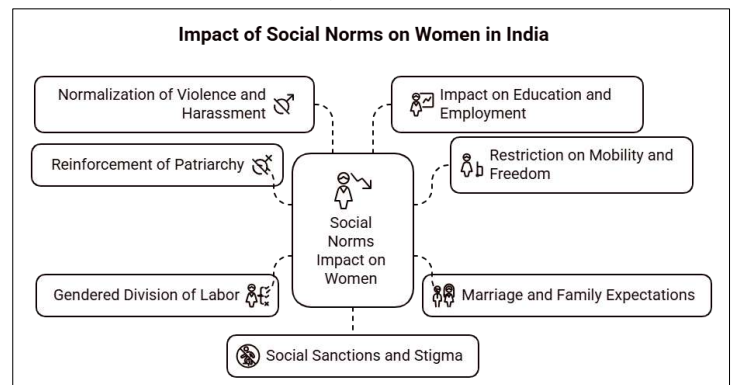 Impact of Social Norms on Women in India
Normalization of Violence and
Harassment
Impact on Education and
Employment
Reinforcement of Patriarchy
Restriction on Mobility and
Freedom
Social
Norms
Impact on
Women
Gendered Division of Labor
Marriage and Family Expectations
Social Sanctions and Stigma